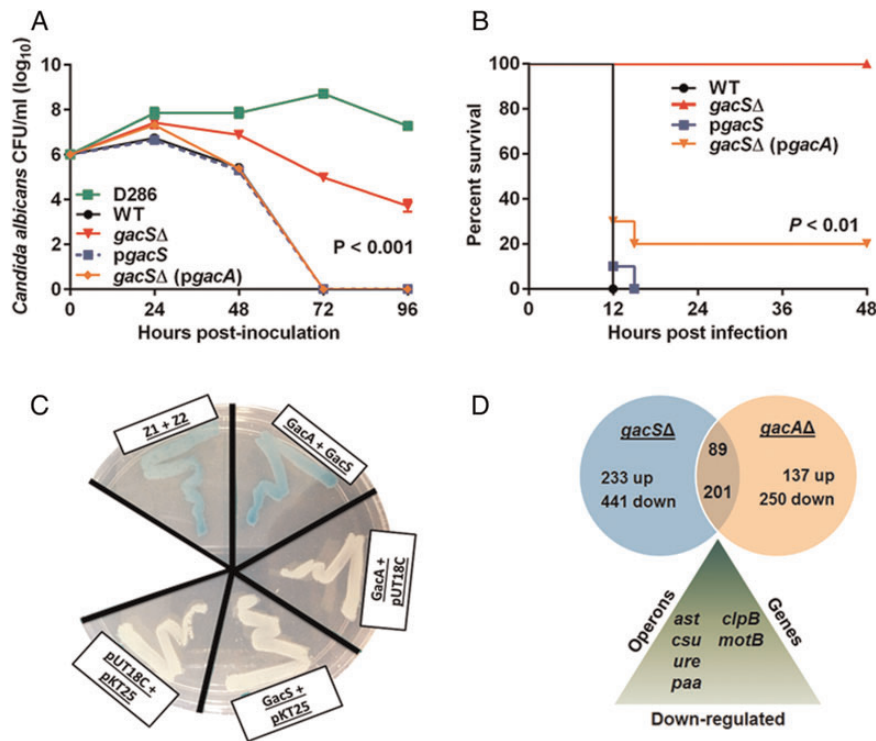 A
Candida albicans CFU/ml (log₁₀)
10
8
6
4
2
0
D286
WT
gacSΔ
pgacS
gacSΔ (pgacA)
P < 0.001
0
24
48
72
96
Hours post-inoculation
B
Percent survival
100
80
60
40
20
0
WT
gacSΔ
pgacS
gacSΔ (pgacA)
P < 0.01
0
12
24
36
48
Hours post infection
C
Z1 + Z2
GacA + GacS
GacA +
pUT18C
GacS +
pKT25
pUT18C +
pKT25
D
gacSΔ
233 up
441 down
89
201
gacAΔ
137 up
250 down
Operons
ast
csu
ure
paa
clpB
motB
Genes
Down-regulated